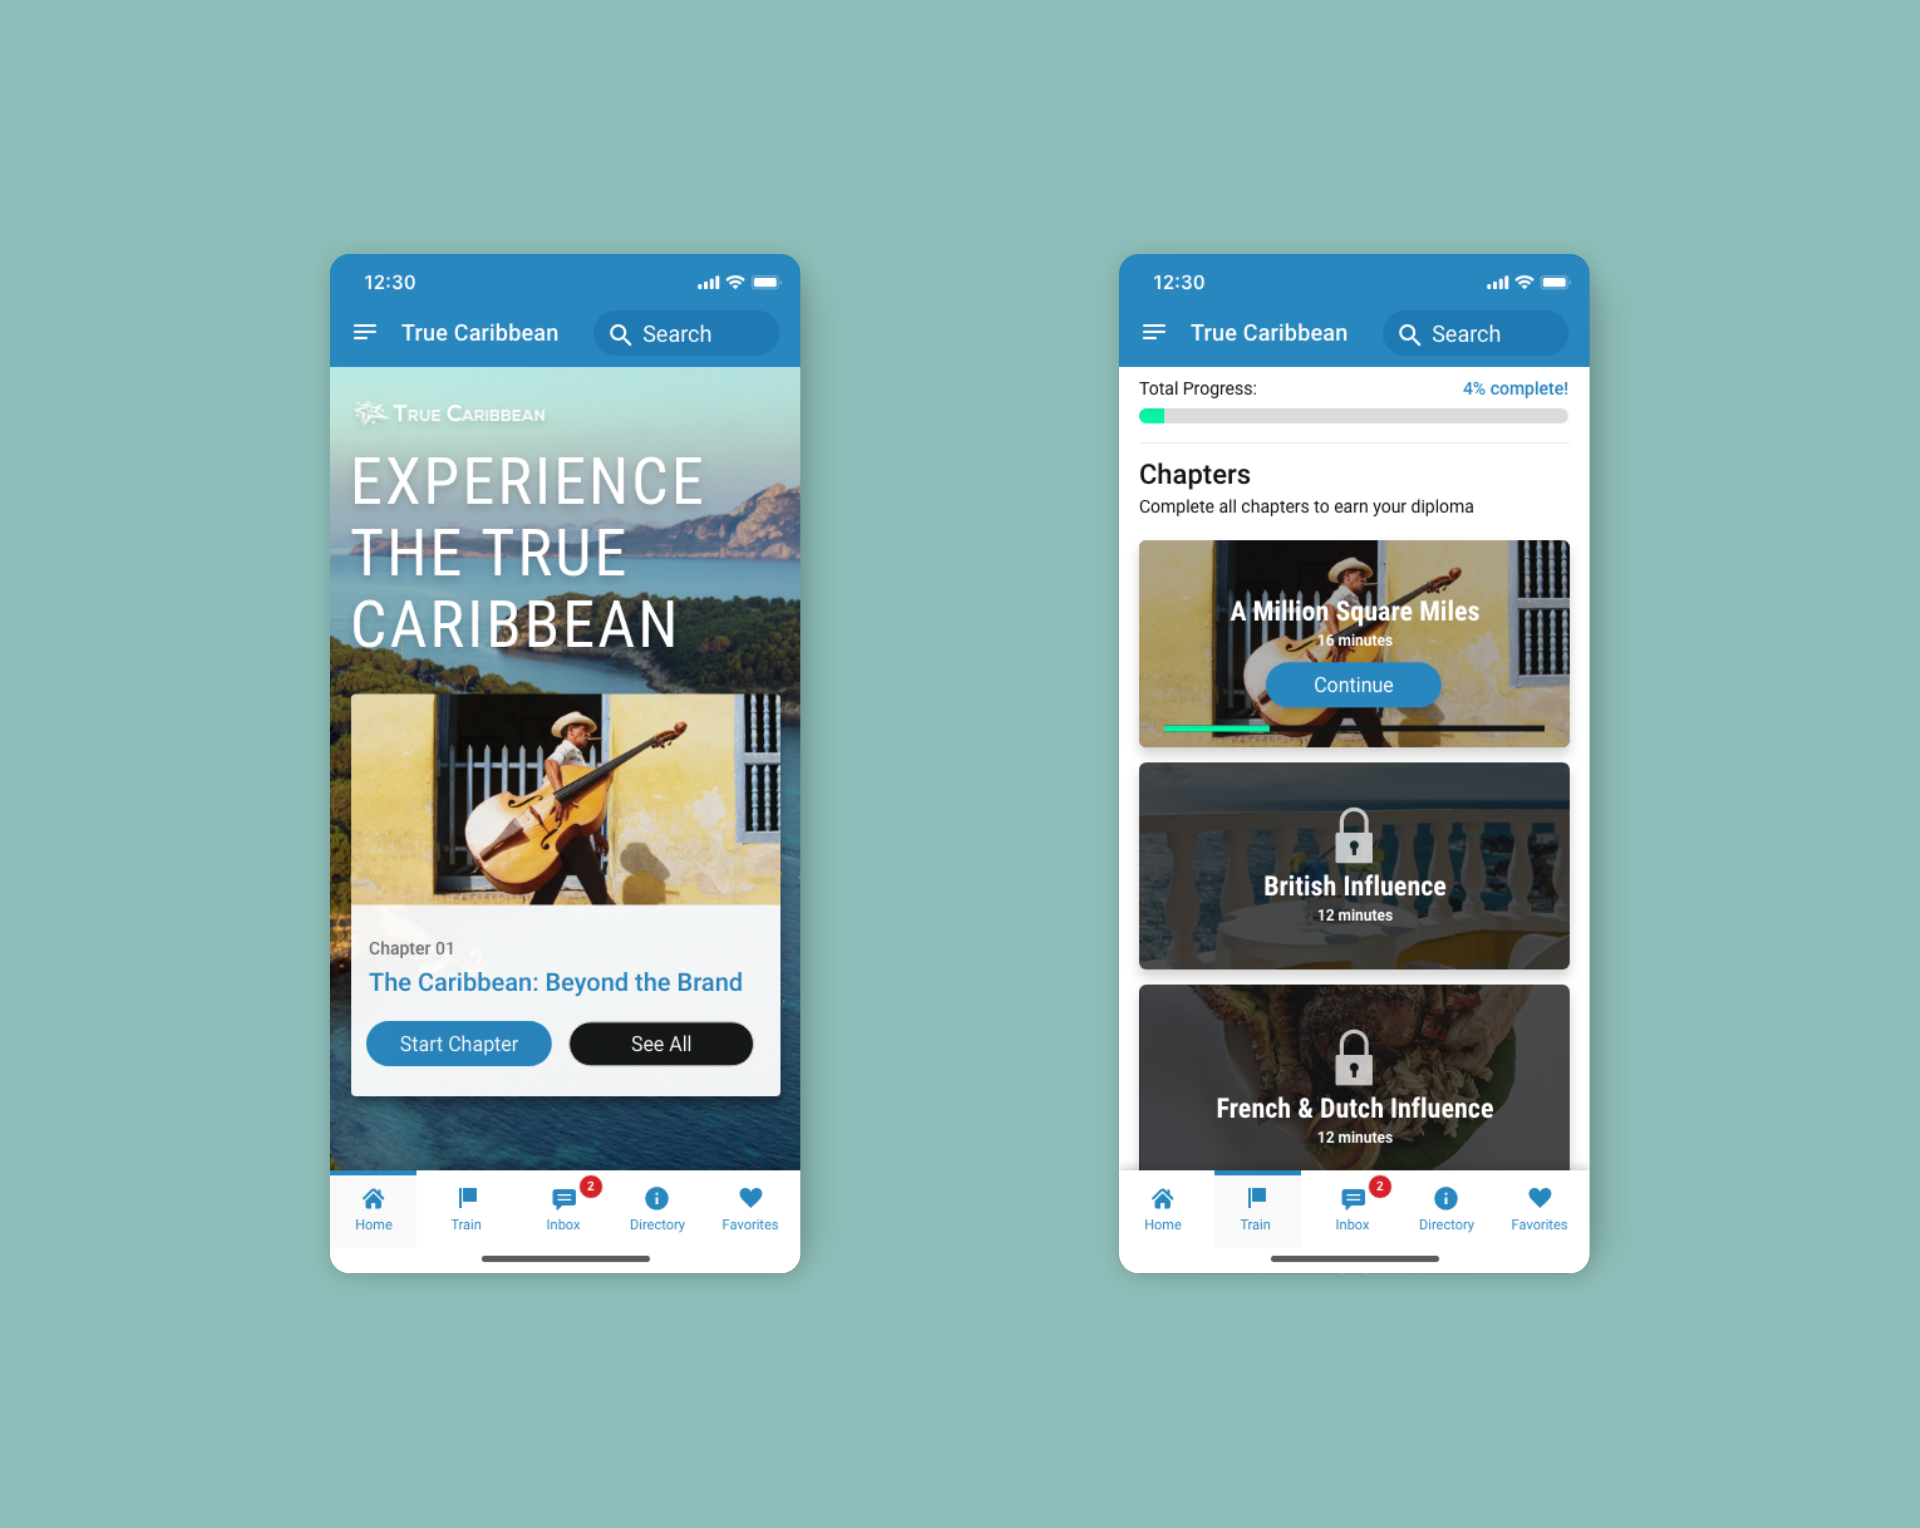 12:30
True Caribbean
Search
TRUE CARIBBEAN
EXPERIENCE
THE TRUE
CARIBBEAN
Chapter 01
The Caribbean: Beyond the Brand
Start Chapter
See All
Home
Train
2
Inbox
Directory
Favorites
12:30
True Caribbean
Search
Total Progress:
4% complete!
Chapters
Complete all chapters to earn your diploma
A Million Square Miles
16 minutes
Continue
British Influence
12 minutes
French & Dutch Influence
12 minutes
Home
Train
2
Inbox
Directory
Favorites